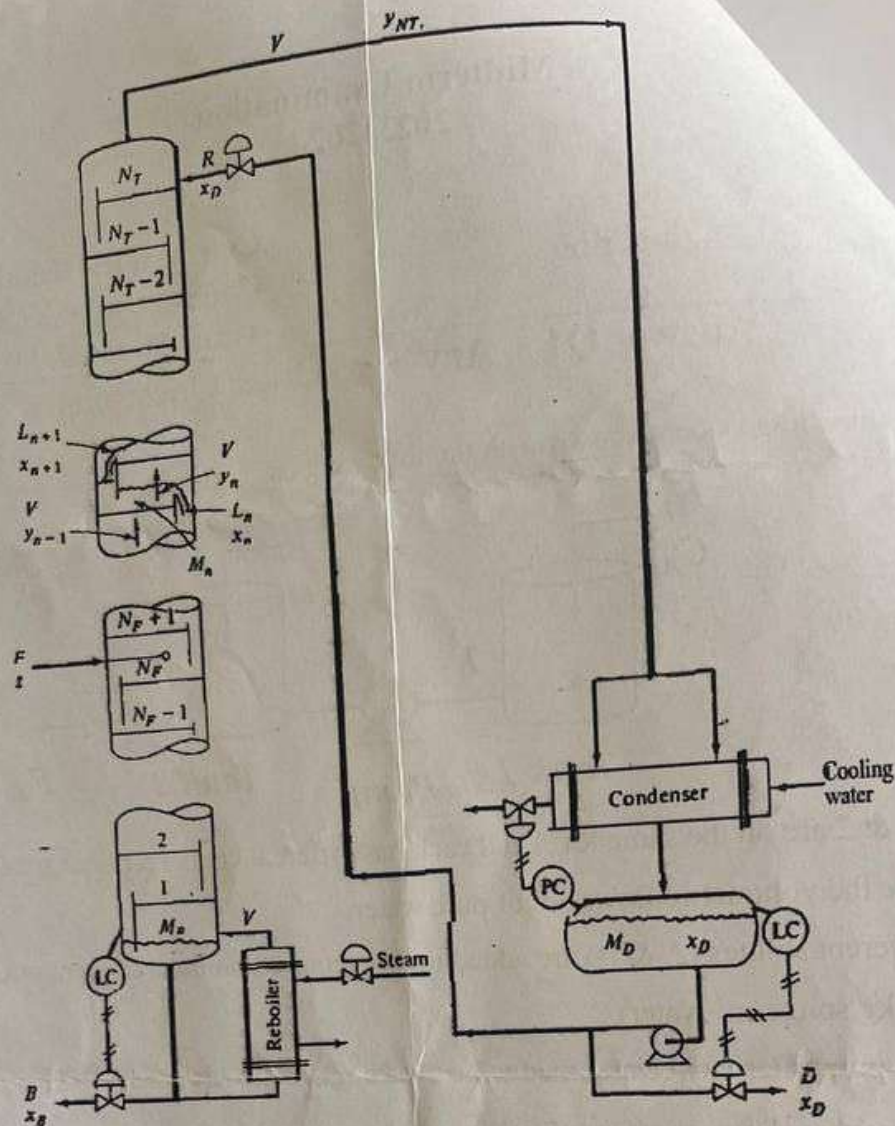 V
y_NT.
N_T
R
x_D
N_T−1
N_T−2
L_n+1
x_n+1
V
y_n
V
y_n−1
L_n
x_n
M_n
N_F+1
F
N_F
N_F−1
Condenser
Cooling
water
2
1
M_B
V
PC
M_D x_D
LC
LC
Steam
Reboiler
B
x_B
D
x_D